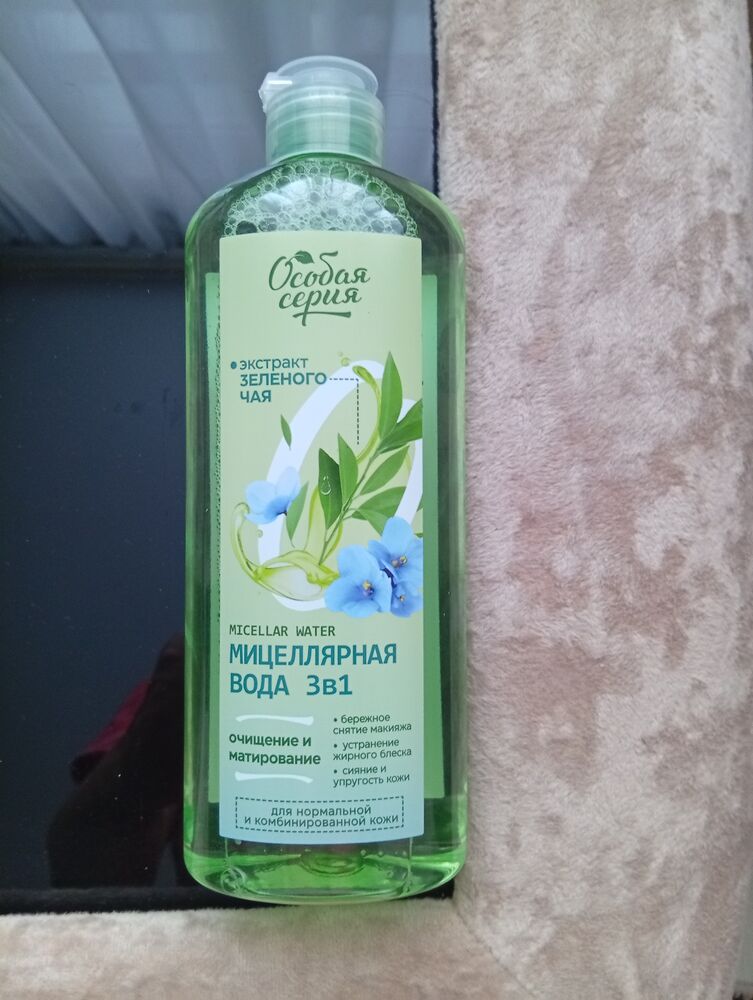 Особая
серия
• экстракт
ЗЕЛЕНОГО
ЧАЯ
MICELLAR WATER
МИЦЕЛЛЯРНАЯ
ВОДА 3в1
очищение и
матирование
• бережное
снятие макияжа
• устранение
жирного блеска
• сияние и
упругость кожи
для нормальной
и комбинированной кожи